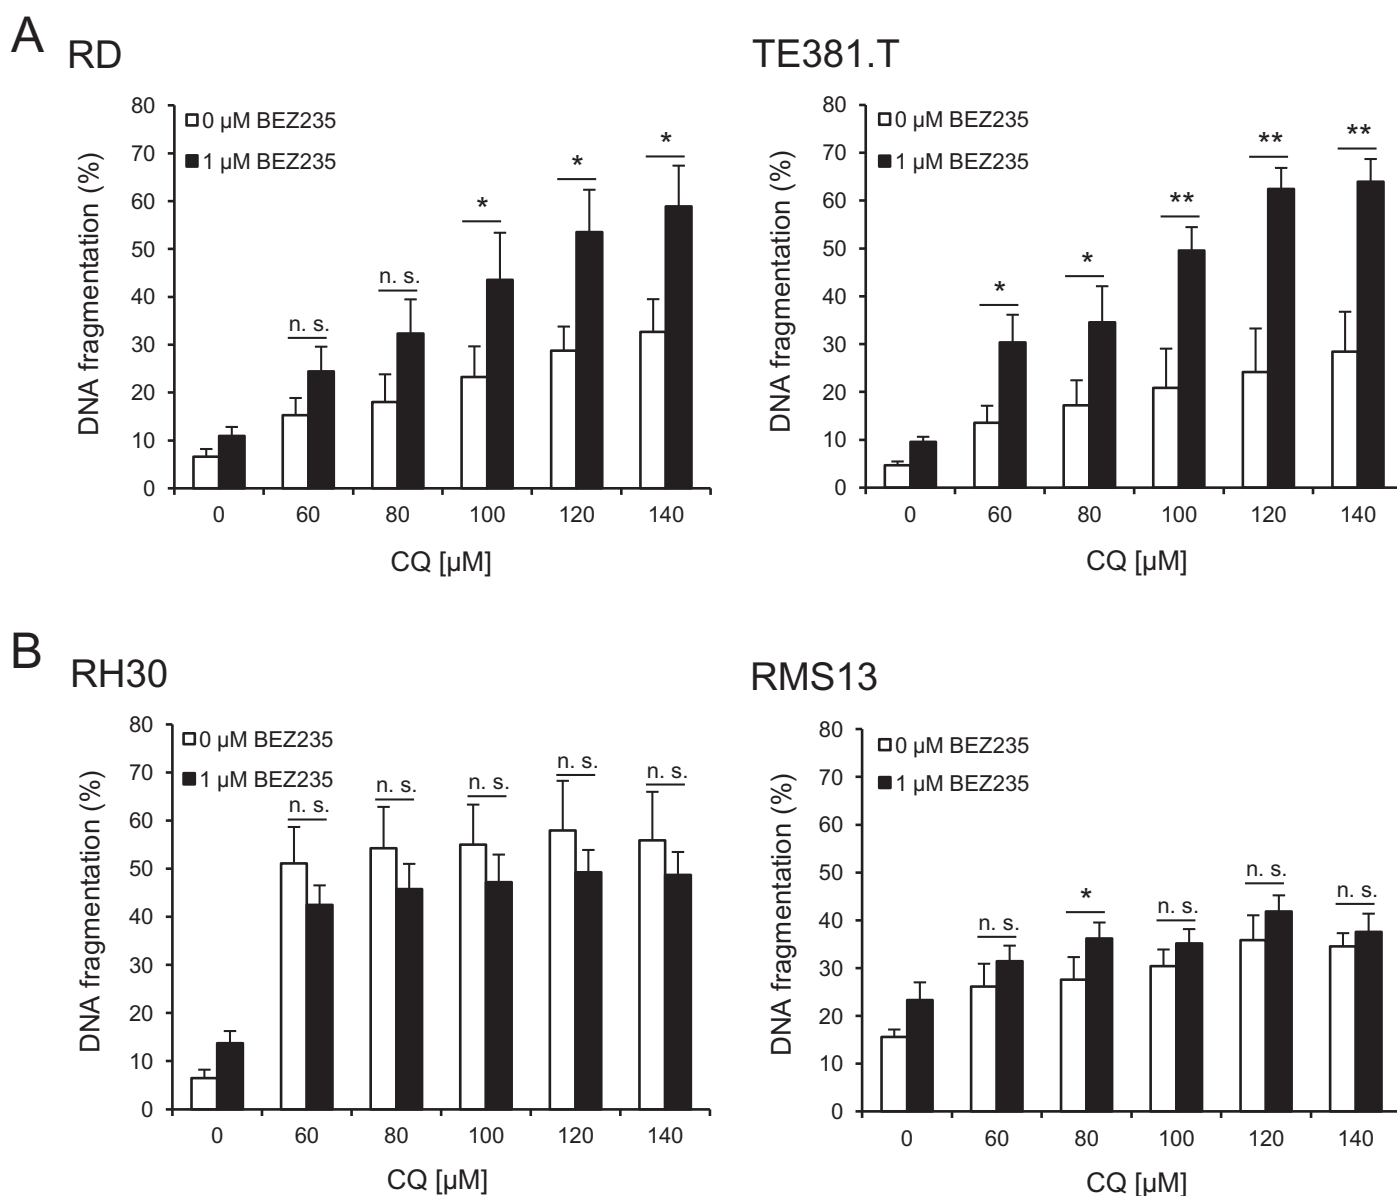 A
RD
0 µM BEZ235
1 µM BEZ235
DNA fragmentation (%)
80
70
60
50
40
30
20
10
0
n. s.
n. s.
*
*
*
0 60 80 100 120 140
CQ [µM]
TE381.T
0 µM BEZ235
1 µM BEZ235
DNA fragmentation (%)
80
70
60
50
40
30
20
10
0
*
*
**
**
**
0 60 80 100 120 140
CQ [µM]
B
RH30
0 µM BEZ235
1 µM BEZ235
DNA fragmentation (%)
80
70
60
50
40
30
20
10
0
n. s.
n. s.
n. s.
n. s.
n. s.
0 60 80 100 120 140
CQ [µM]
RMS13
0 µM BEZ235
1 µM BEZ235
DNA fragmentation (%)
80
70
60
50
40
30
20
10
0
n. s.
*
n. s.
n. s.
n. s.
0 60 80 100 120 140
CQ [µM]